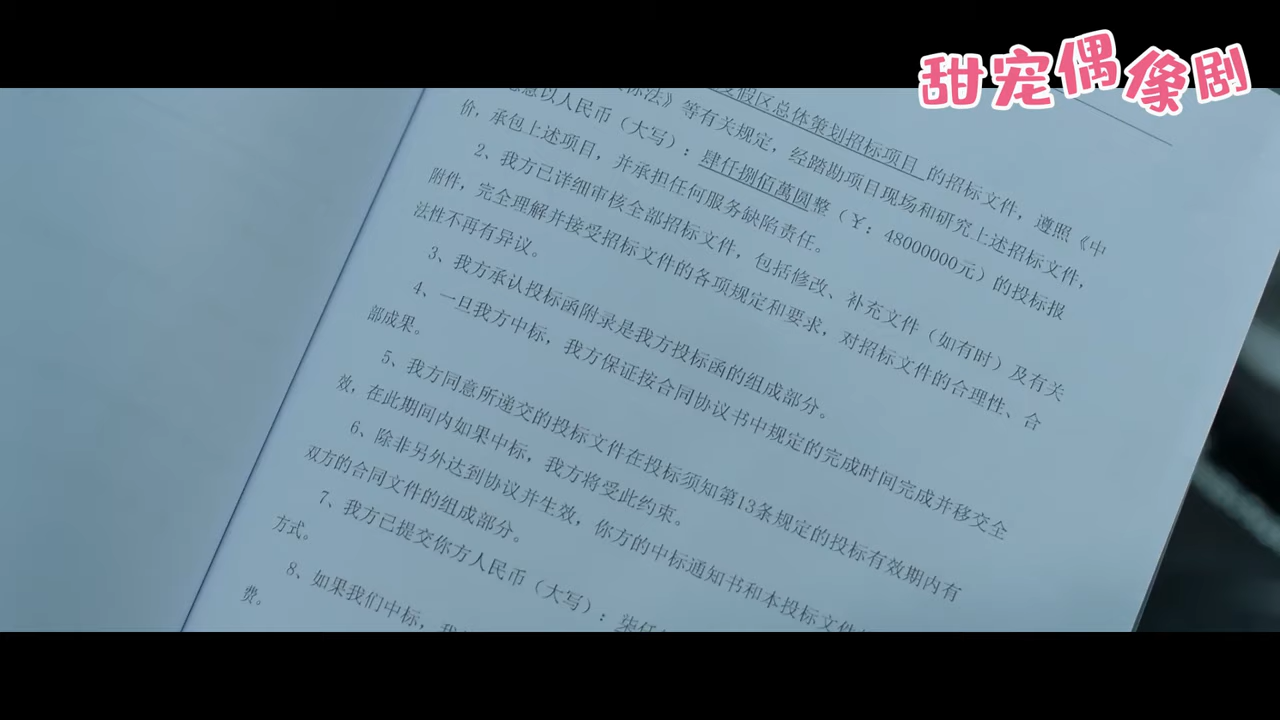 甜宠偶像剧
度假区总体策划招标项目 的招标文件，遵照《中
标法》等有关规定，经踏勘项目现场和研究上述招标文件，
愿意以人民币（大写）：肆仟捌佰萬圆整（￥：48000000元）的投标报
价，承包上述项目，并承担任何服务缺陷责任。
2、我方已详细审核全部招标文件，包括修改、补充文件（如有时）及有关
附件，完全理解并接受招标文件的各项规定和要求，对招标文件的合理性、合
法性不再有异议。
3、我方承认投标函附录是我方投标函的组成部分。
4、一旦我方中标，我方保证按合同协议书中规定的完成时间完成并移交全
部成果。
5、我方同意所递交的投标文件在投标须知第13条规定的投标有效期内有
效，在此期间内如果中标，我方将受此约束。
6、除非另外达到协议并生效，你方的中标通知书和本投标文件
双方的合同文件的组成部分。
7、我方已提交你方人民币（大写）：柒仟
方式。
8、如果我们中标，我
费。